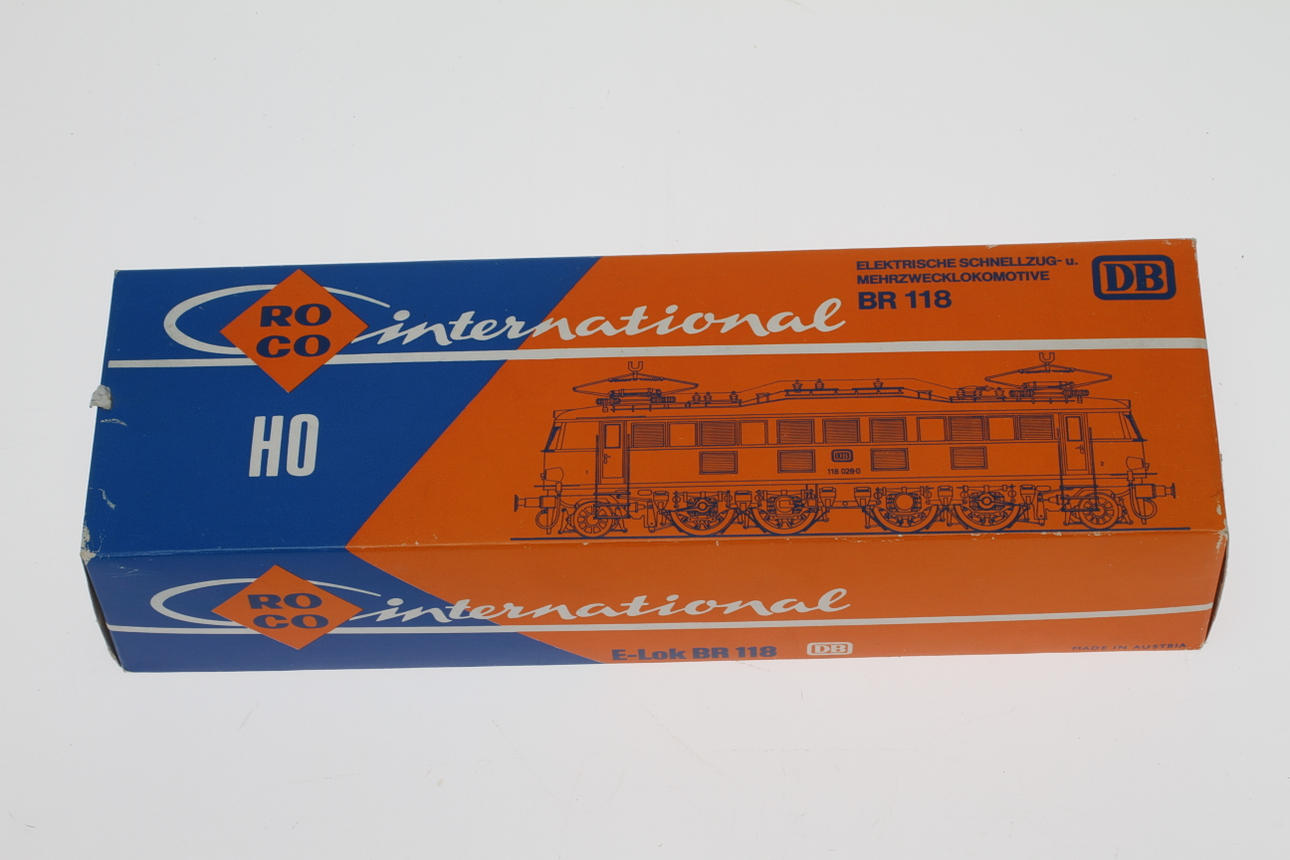 RO
CO
international
ELEKTRISCHE SCHNELLZUG- u.
MEHRZWECKLOKOMOTIVE
BR 118
DB
HO
DB
118 028-0
RO
CO
international
E-Lok BR 118
DB
MADE IN AUSTRIA